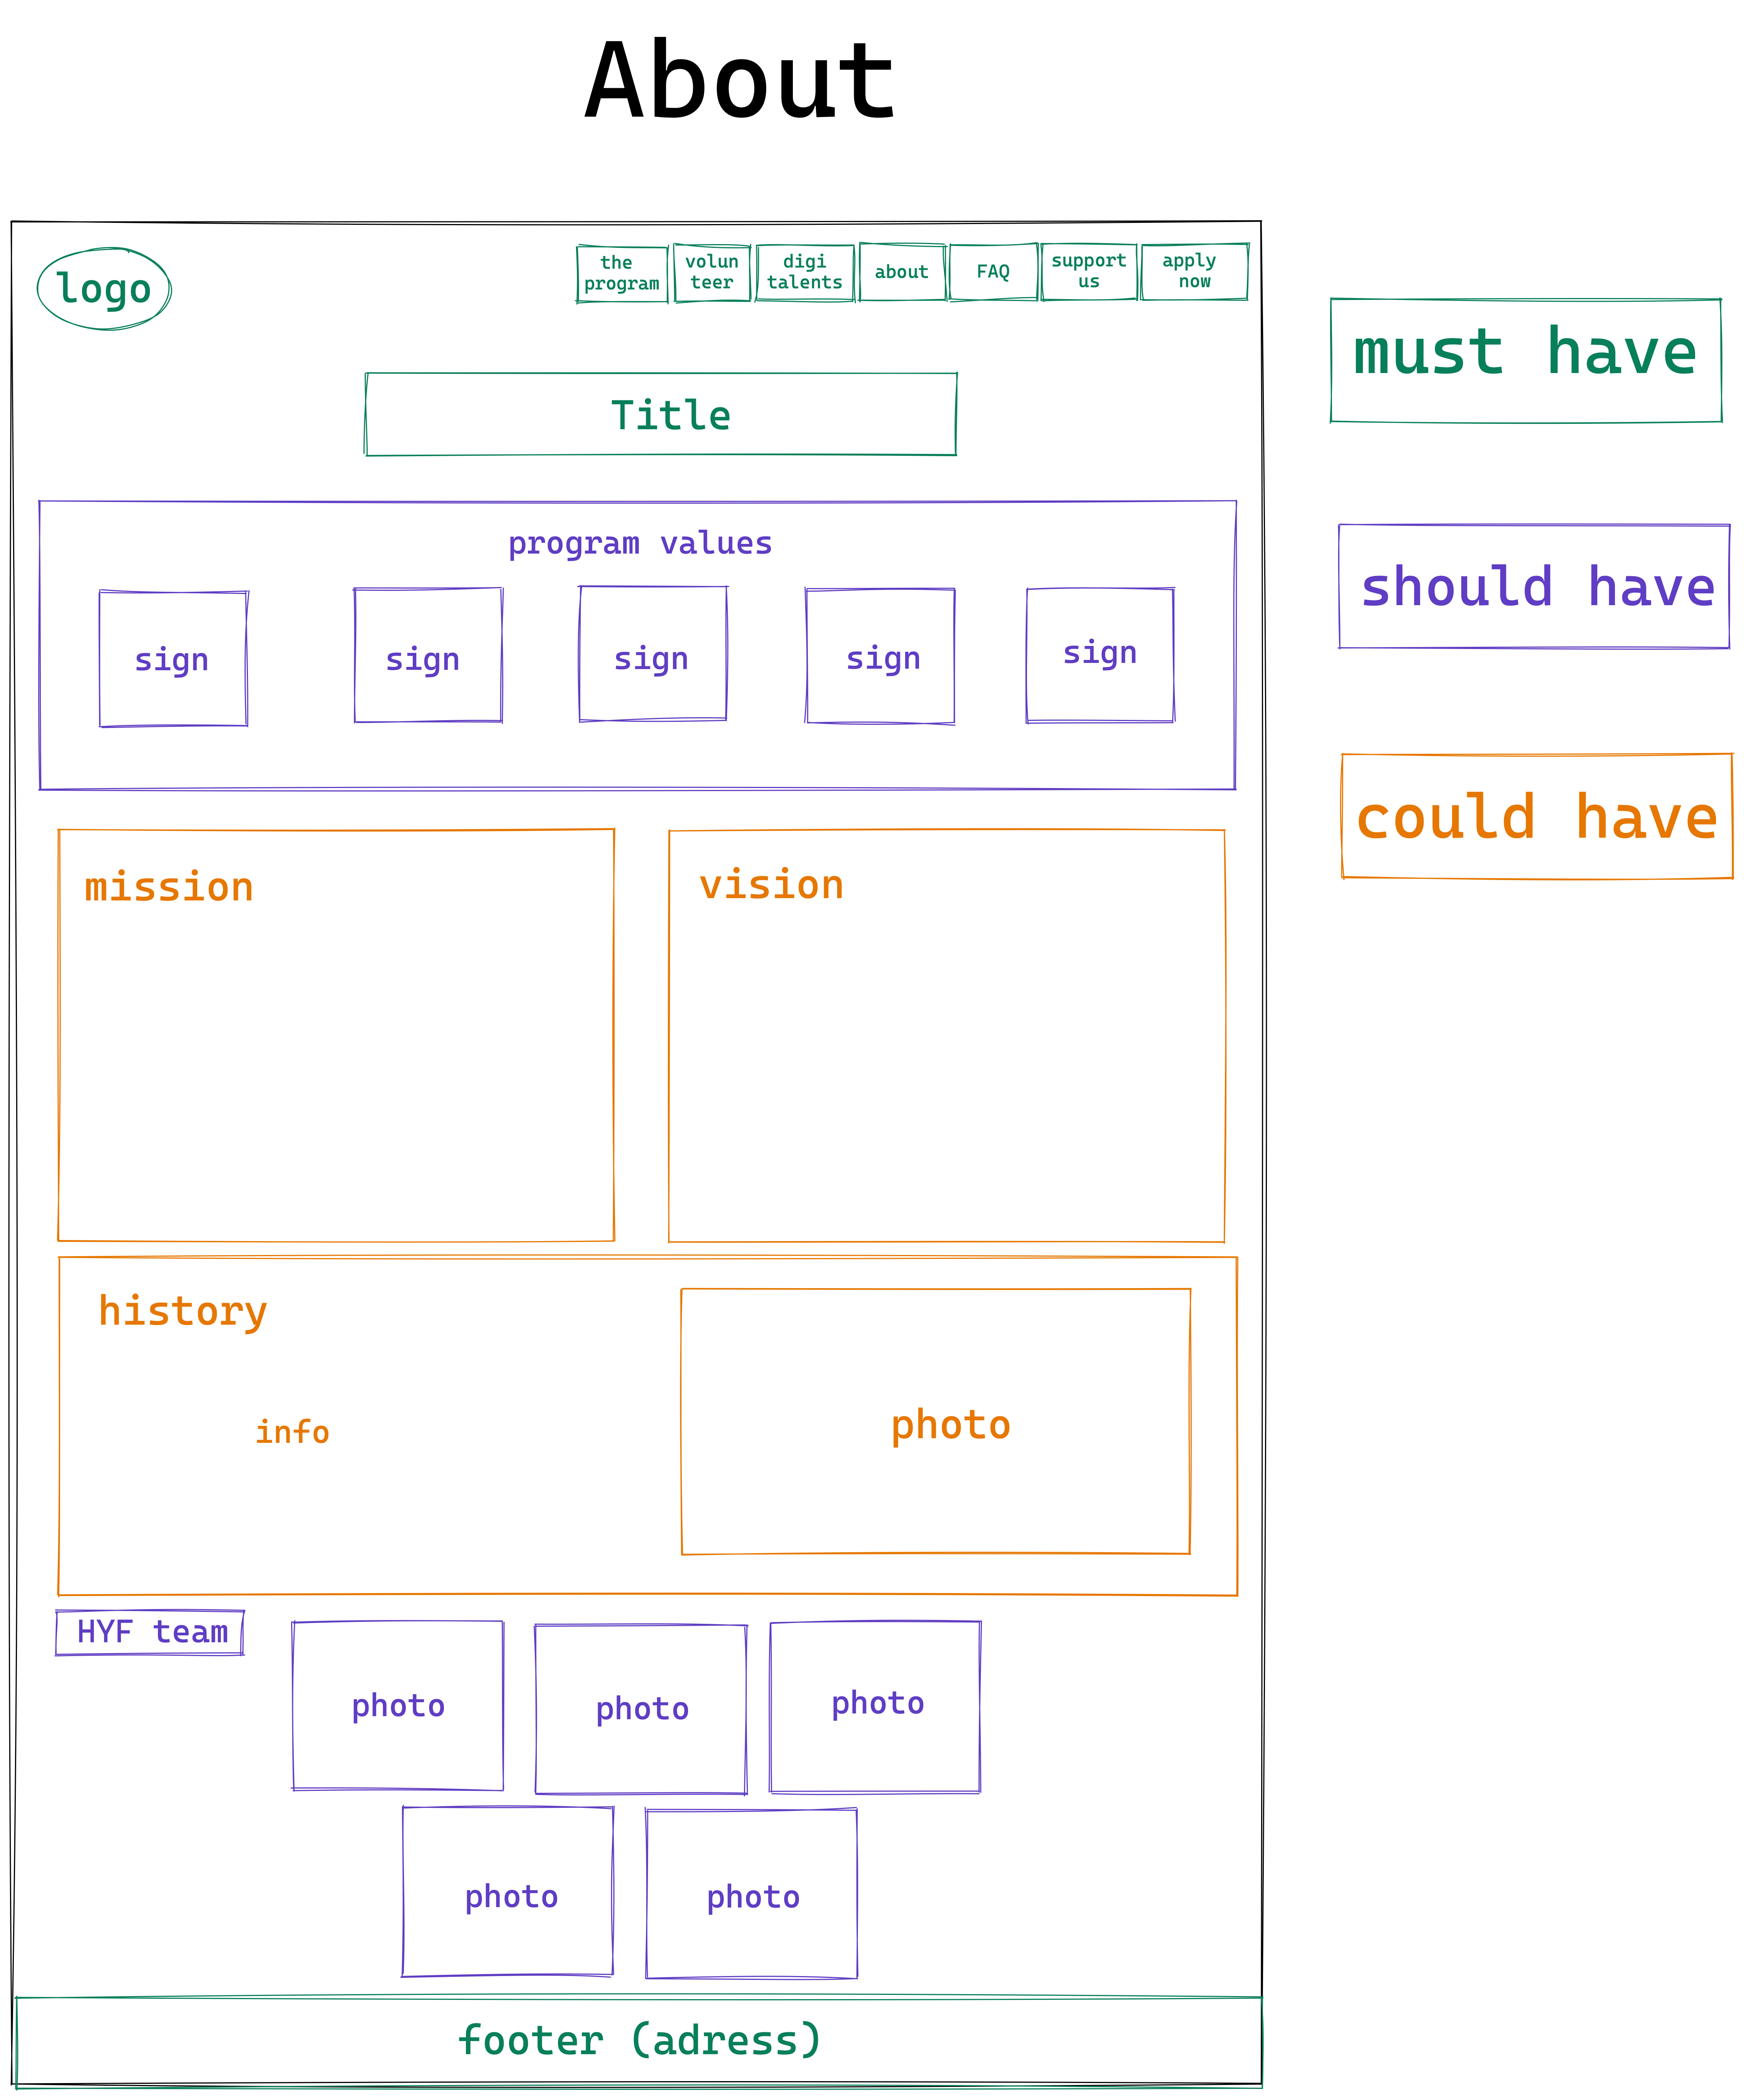 About
logo
the
program
volun
teer
digi
talents
about
FAQ
support
us
apply
now
must have
Title
should have
program values
sign
sign
sign
sign
sign
could have
mission
vision
history
info
photo
HYF team
photo
photo
photo
photo
photo
footer (adress)